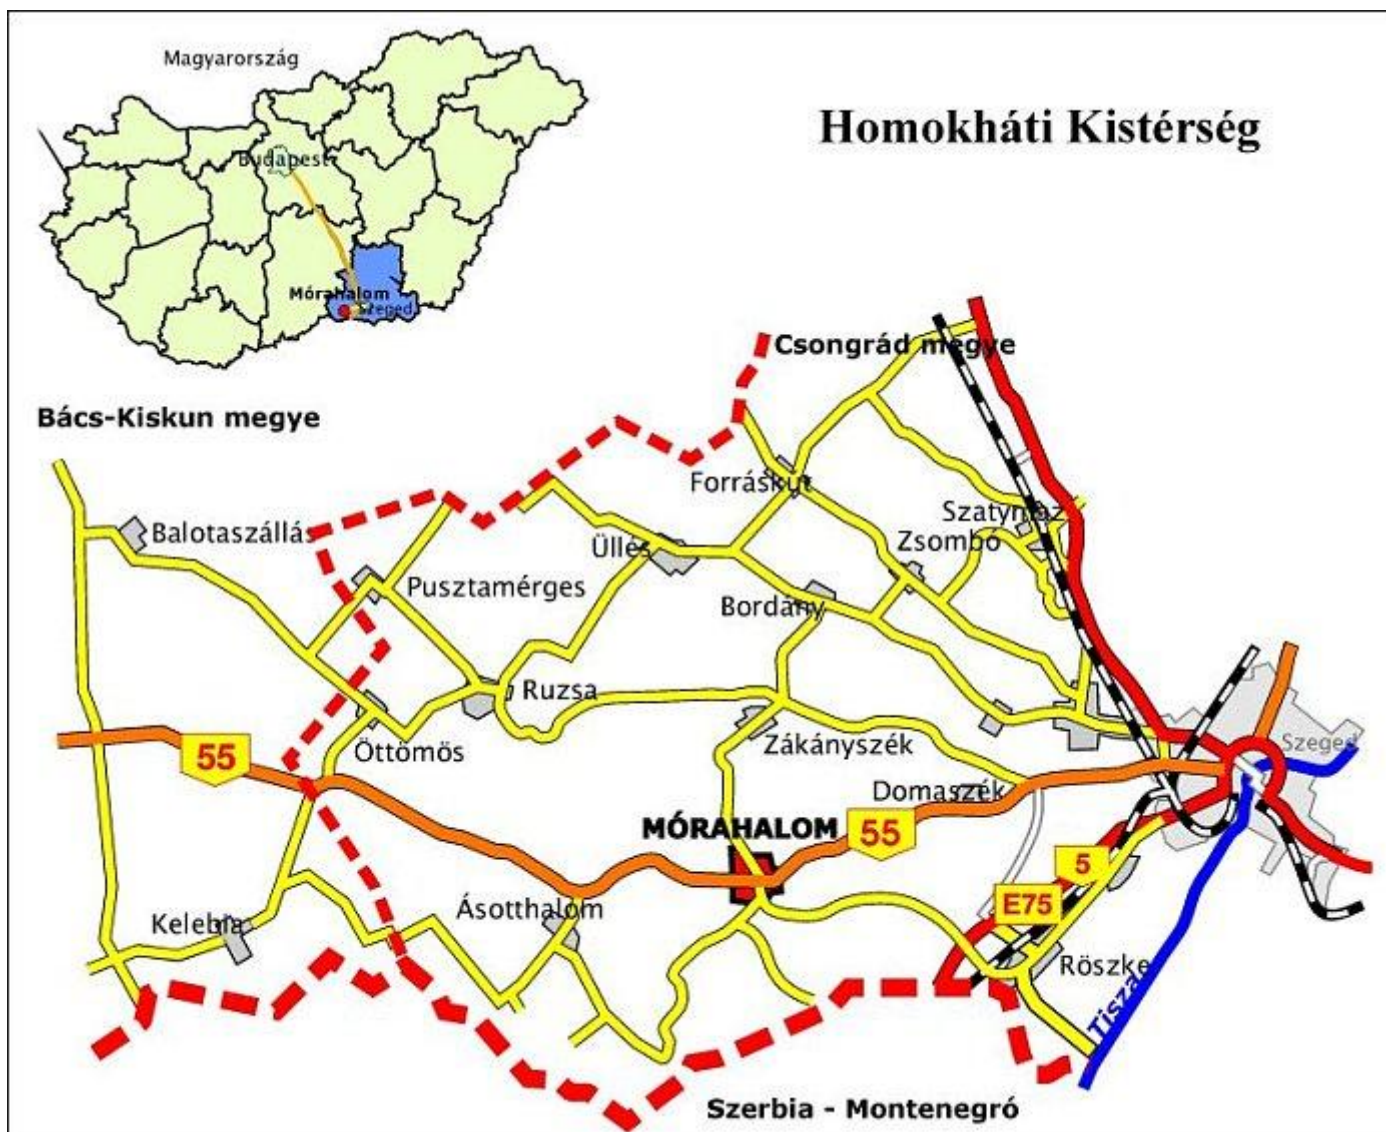 Magyarország
Homokháti Kistérség
Budapest
Mórahalom
Szeged
Csongrád megye
Bács-Kiskun megye
Forráskút
Balotaszállás
Szatymaz
Zsombó
Üllés
Pusztamérges
Bordány
Ruzsa
Öttömös
Zákányszék
Szeged
55
Domaszék
MÓRAHALOM
55
5
E75
Ásotthalom
Kelebia
Röszke
Tisza
Szerbia - Montenegró